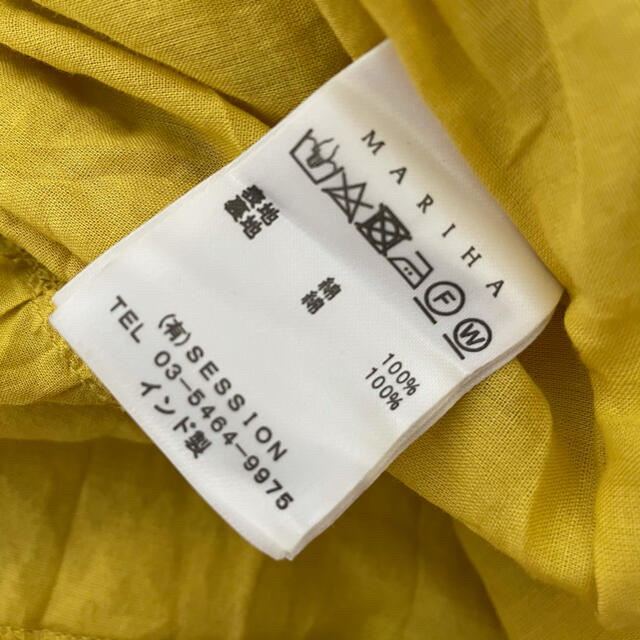 MARIHA
F W
表地 綿 100%
裏地 綿 100%
(有)SESSION
TEL 03-5464-9975
インド製